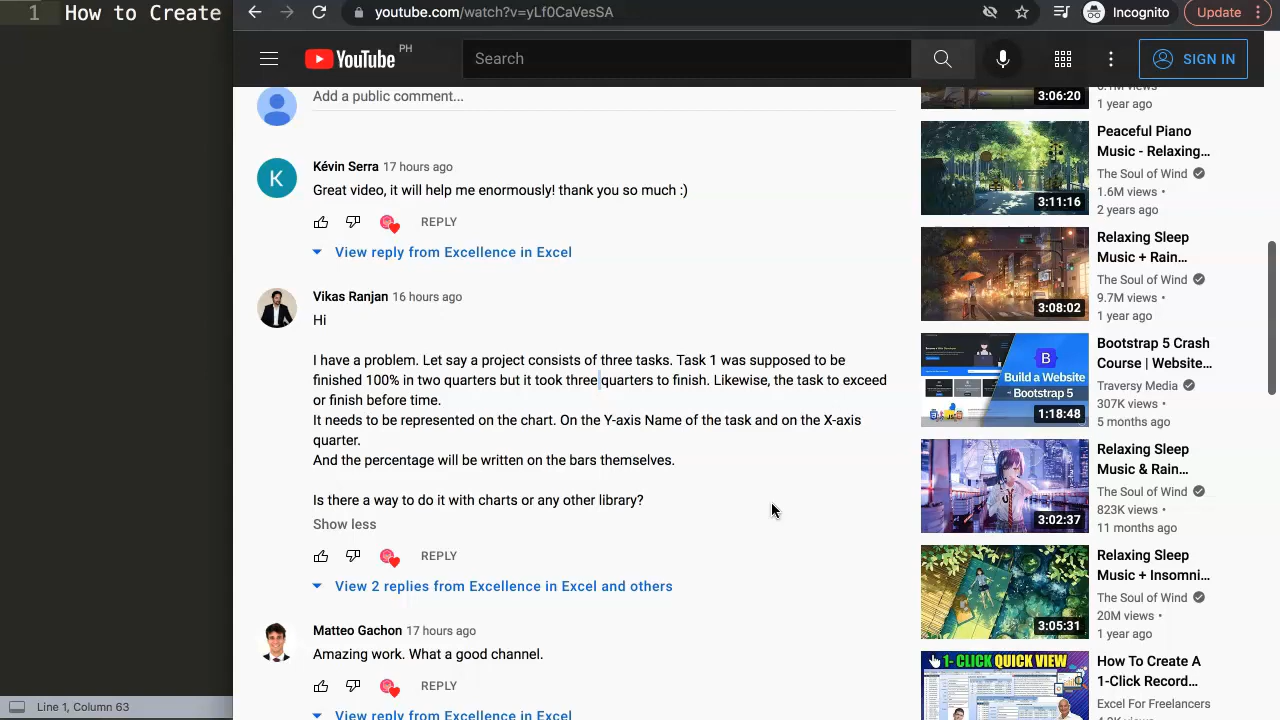 1 How to Create
youtube.com/watch?v=yLf0CaVesSA
Incognito
Update
YouTube PH
Search
SIGN IN
Add a public comment...
K
Kévin Serra 17 hours ago
Great video, it will help me enormously! thank you so much :)
REPLY
View reply from Excellence in Excel
Vikas Ranjan 16 hours ago
Hi
I have a problem. Let say a project consists of three tasks. Task 1 was supposed to be
finished 100% in two quarters but it took three quarters to finish. Likewise, the task to exceed
or finish before time.
It needs to be represented on the chart. On the Y-axis Name of the task and on the X-axis
quarter.
And the percentage will be written on the bars themselves.
Is there a way to do it with charts or any other library?
Show less
REPLY
View 2 replies from Excellence in Excel and others
Matteo Gachon 17 hours ago
Amazing work. What a good channel.
REPLY
View reply from Excellence in Excel
3:06:20
1 year ago
Peaceful Piano
Music - Relaxing...
The Soul of Wind
1.6M views •
2 years ago
3:11:16
Relaxing Sleep
Music + Rain...
The Soul of Wind
9.7M views •
1 year ago
3:08:02
Bootstrap 5 Crash
Course | Website...
Traversy Media
307K views •
5 months ago
B
Build a Website
- Bootstrap 5
1:18:48
Relaxing Sleep
Music & Rain...
The Soul of Wind
823K views •
11 months ago
3:02:37
Relaxing Sleep
Music + Insomni...
The Soul of Wind
20M views •
1 year ago
3:05:31
How To Create A
1-Click Record...
Excel For Freelancers
1-CLICK QUICK VIEW
Line 1, Column 63